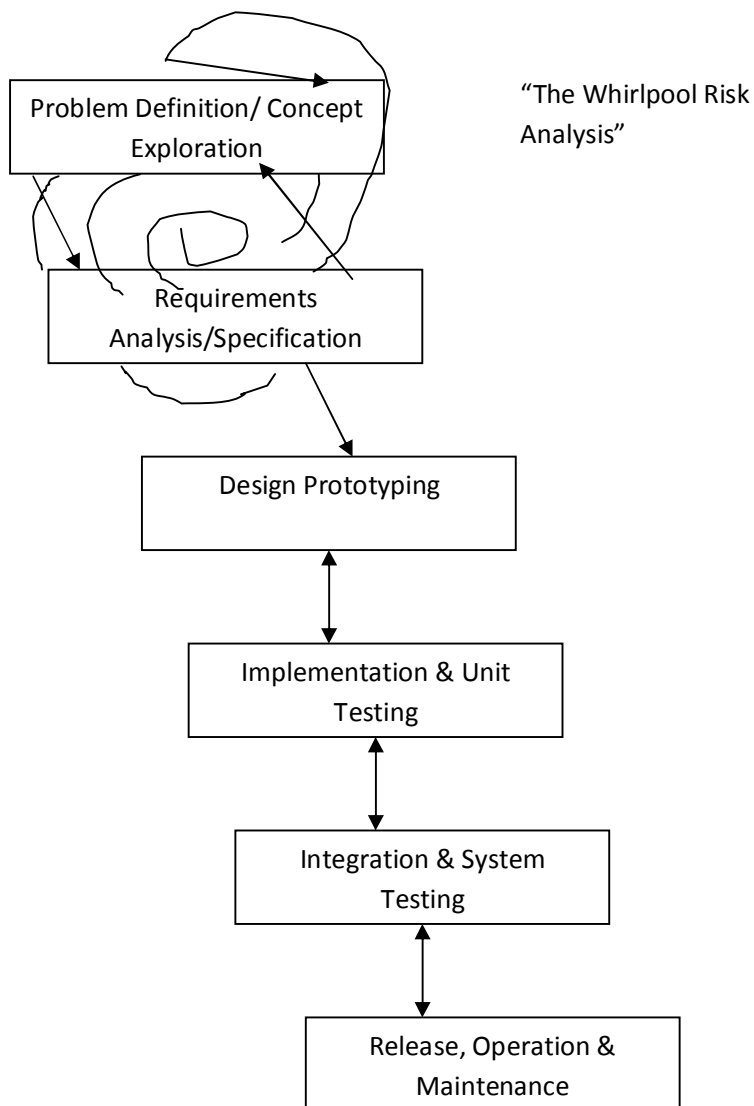 “The Whirlpool Risk
Analysis”
Problem Definition/ Concept
Exploration
Requirements
Analysis/Specification
Design Prototyping
Implementation & Unit
Testing
Integration & System
Testing
Release, Operation &
Maintenance